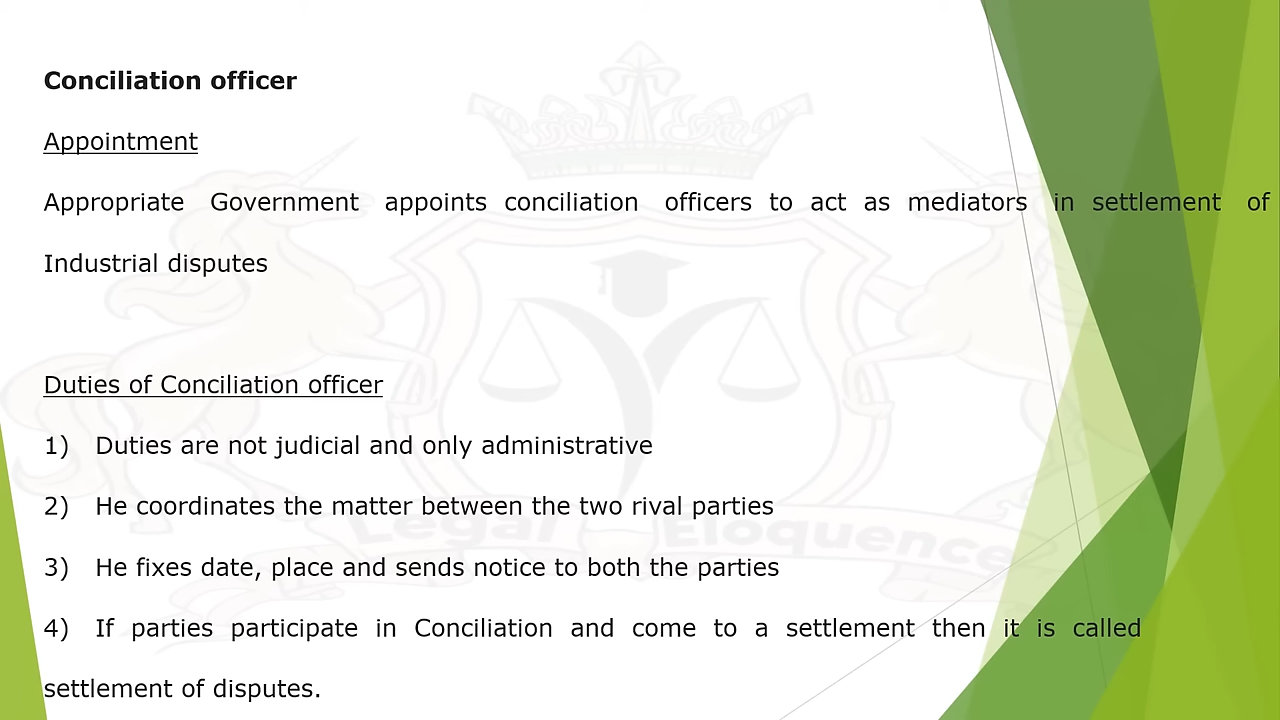 Conciliation officer
Appointment
Appropriate Government appoints conciliation officers to act as mediators in settlement of
Industrial disputes
Duties of Conciliation officer
1) Duties are not judicial and only administrative
2) He coordinates the matter between the two rival parties
Legal Eloquence
3) He fixes date, place and sends notice to both the parties
4) If parties participate in Conciliation and come to a settlement then it is called
settlement of disputes.